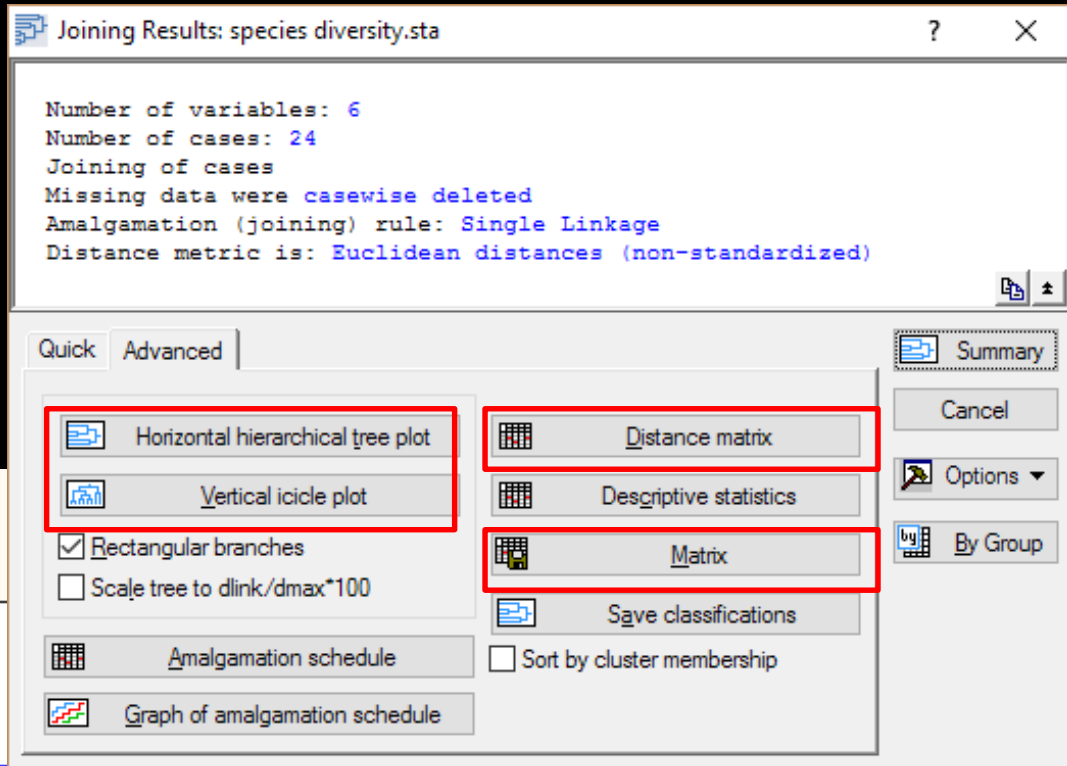 Joining Results: species diversity.sta
?
Number of variables: 6
Number of cases: 24
Joining of cases
Missing data were casewise deleted
Amalgamation (joining) rule: Single Linkage
Distance metric is: Euclidean distances (non-standardized)
Quick Advanced
Summary
Cancel
Options
By Group
Horizontal hierarchical tree plot
Vertical icicle plot
Rectangular branches
Scale tree to dlink/dmax*100
Amalgamation schedule
Graph of amalgamation schedule
Distance matrix
Descriptive statistics
Matrix
Save classifications
Sort by cluster membership